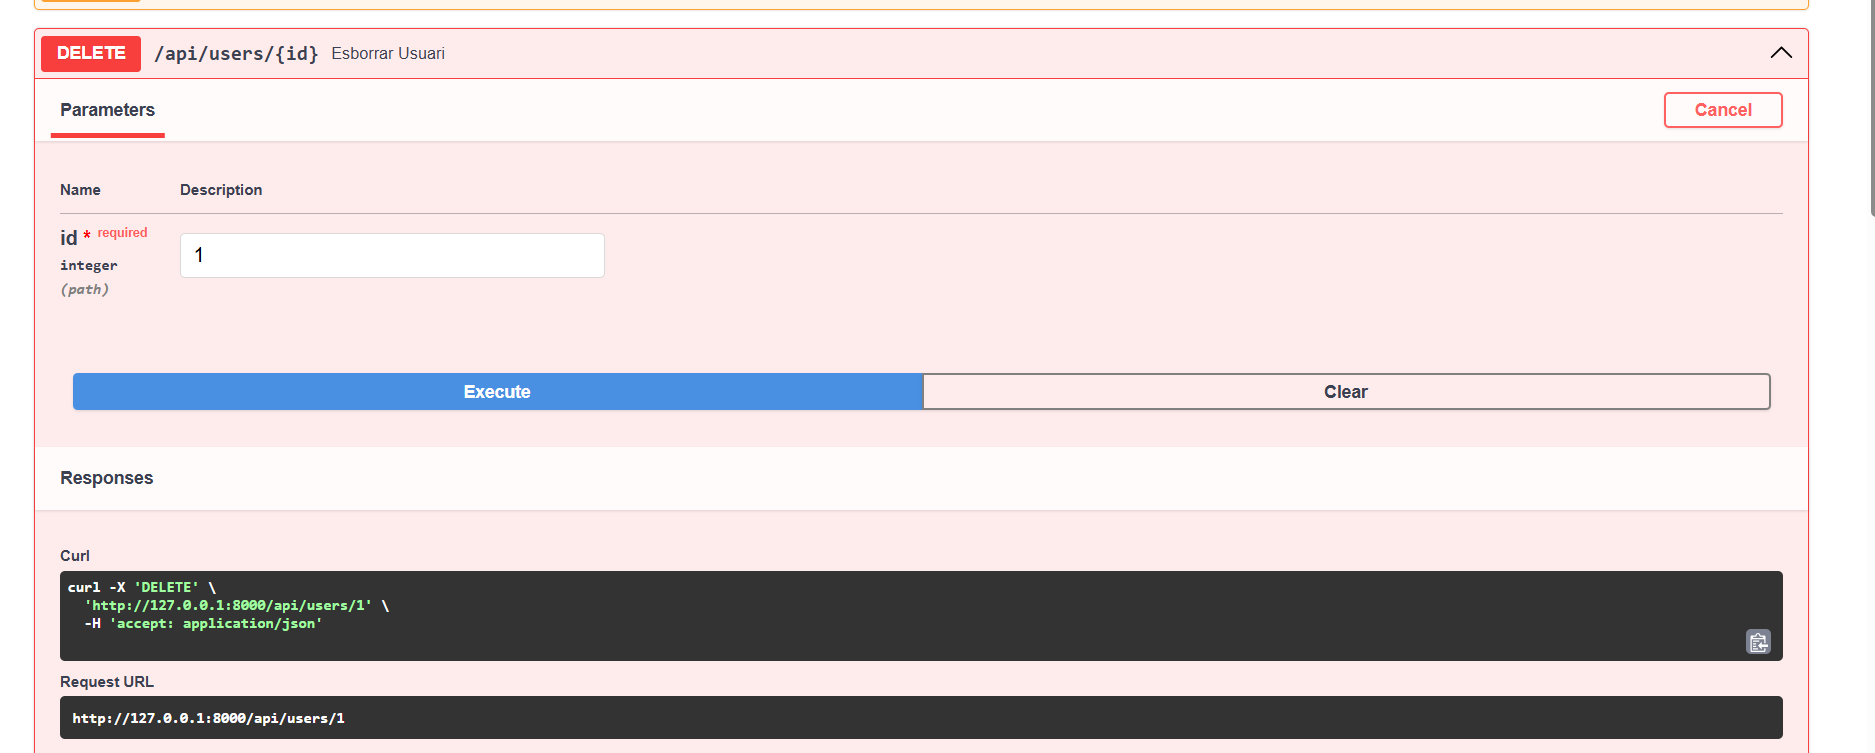 DELETE /api/users/{id} Esborrar Usuari
Parameters
Cancel
Name Description
id * required
integer
(path)
1
Execute Clear
Responses
Curl
curl -X 'DELETE' \
'http://127.0.0.1:8000/api/users/1' \
-H 'accept: application/json'
Request URL
http://127.0.0.1:8000/api/users/1